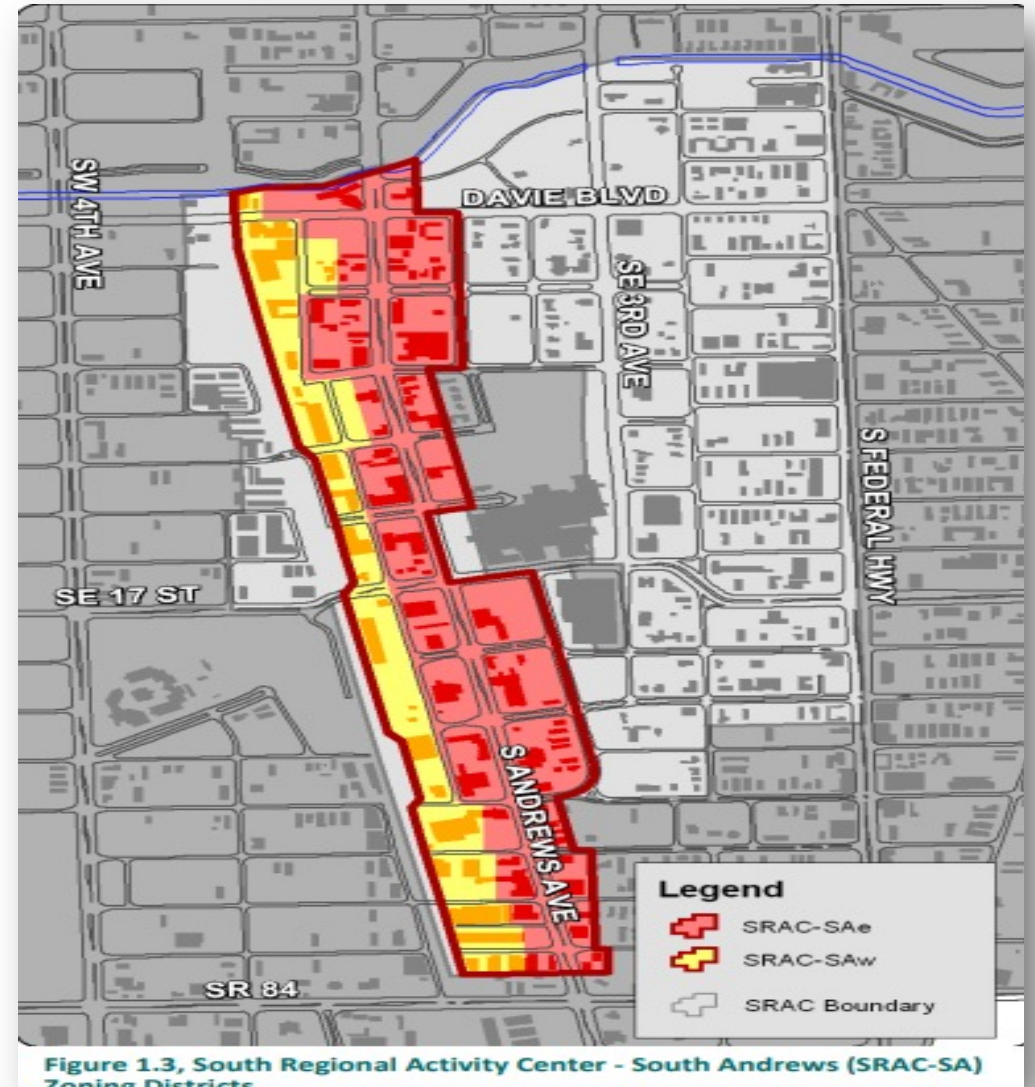 DAVIE BLVD
SW 4TH AVE
SE 3RD AVE
S FEDERAL HWY
SE 17 ST
S ANDREWS AVE
SR 84
Legend
SRAC-SAe
SRAC-SAw
SRAC Boundary
Figure 1.3, South Regional Activity Center - South Andrews (SRAC-SA)
Zoning Districts